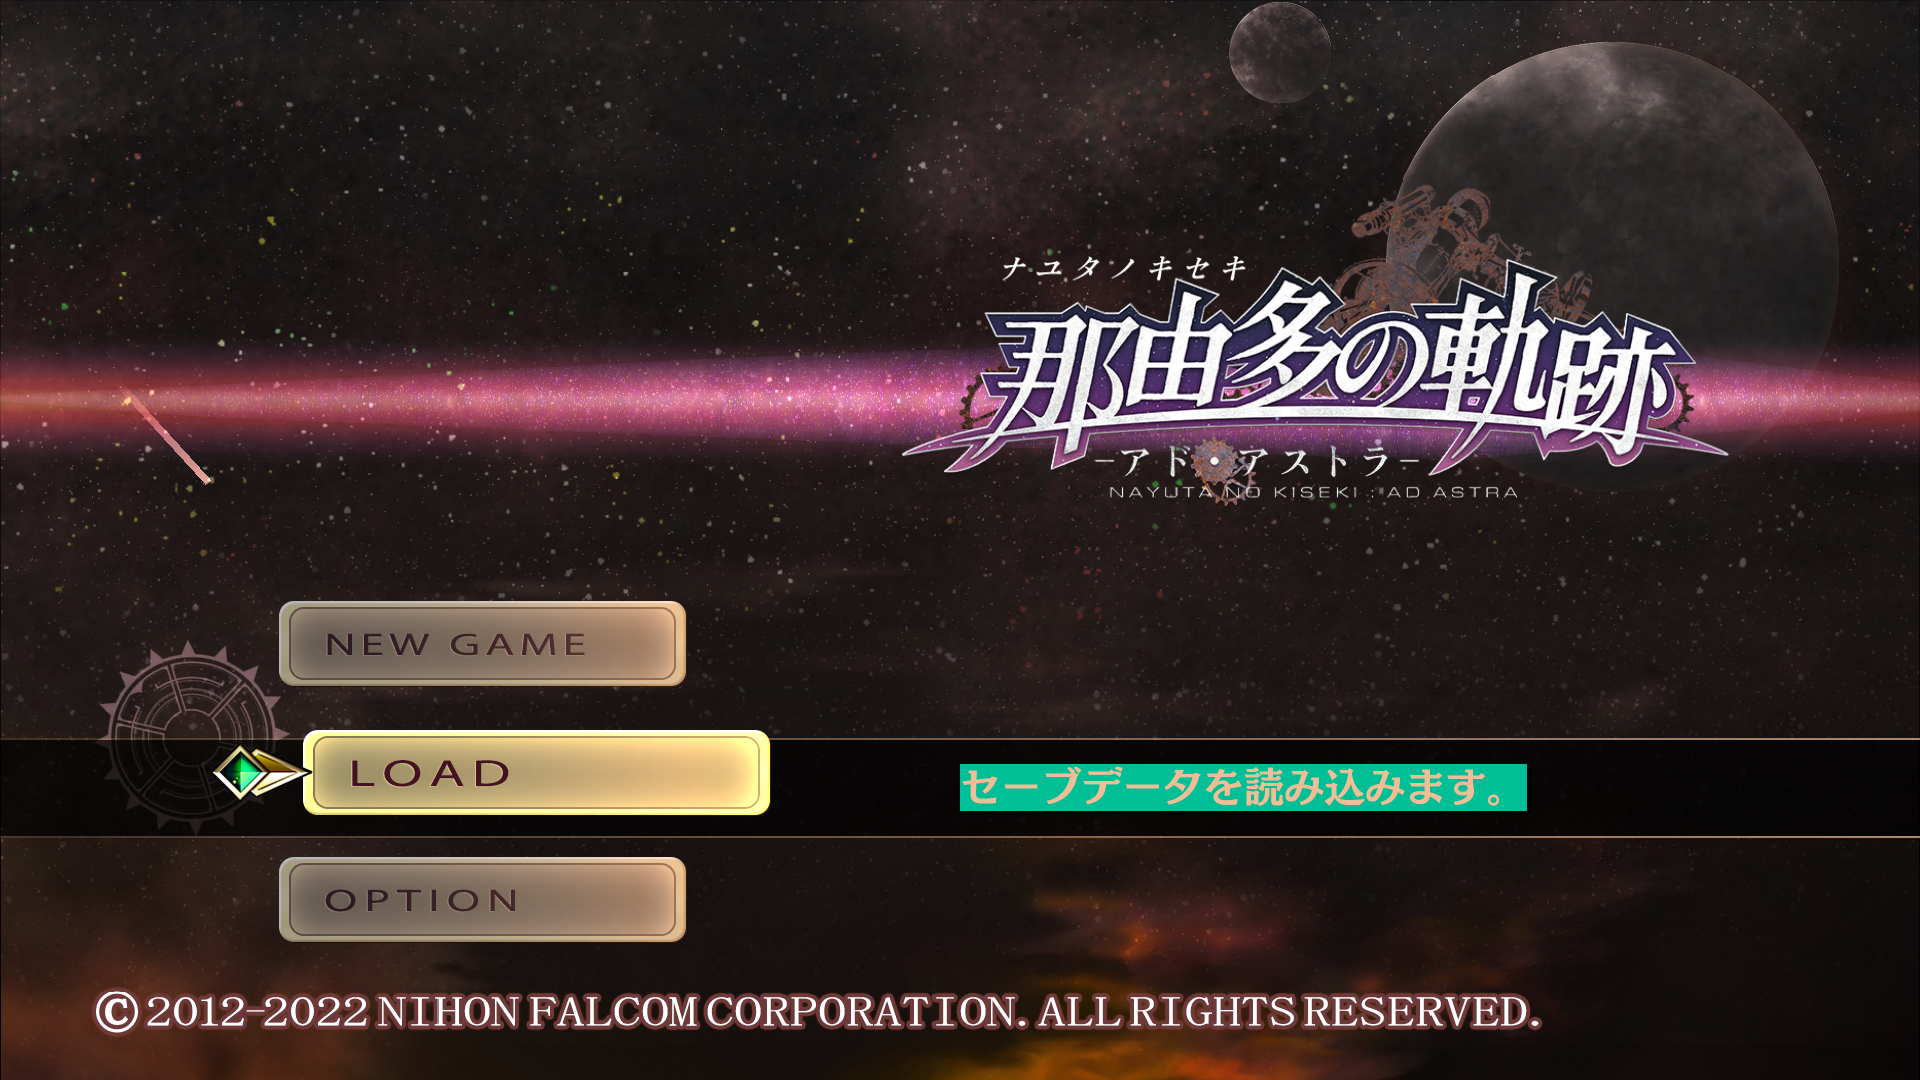 ナユタノキセキ
那由多の軌跡
−アド・アストラ−
NAYUTA NO KISEKI : AD ASTRA
NEW GAME
LOAD
セーブデータを読み込みます。
OPTION
© 2012-2022 NIHON FALCOM CORPORATION. ALL RIGHTS RESERVED.